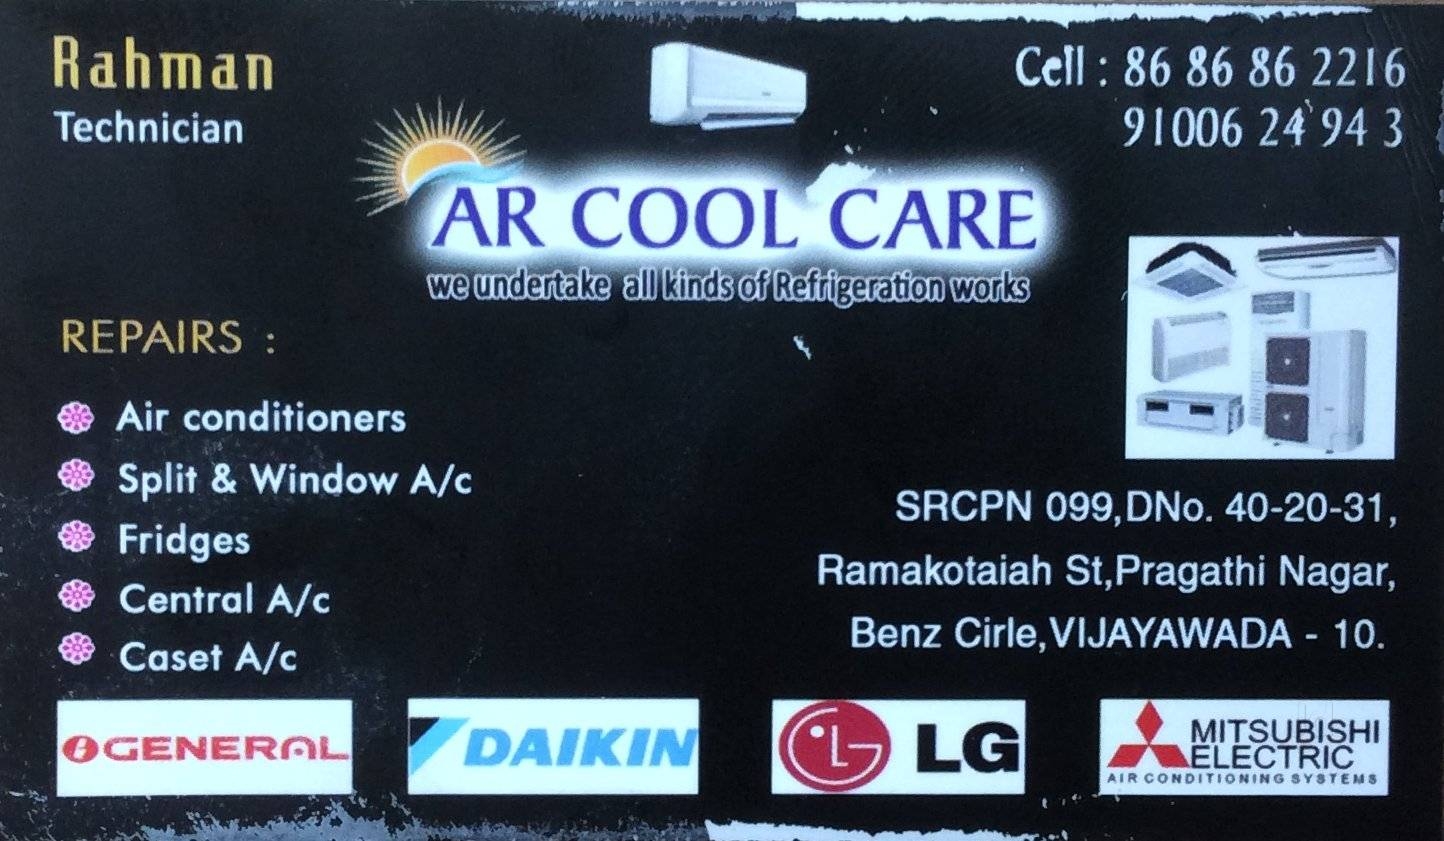 Rahman
Technician
Cell : 86 86 86 2216
91006 24 94 3
AR COOL CARE
we undertake all kinds of Refrigeration works
REPAIRS :
Air conditioners
Split & Window A/c
Fridges
Central A/c
Caset A/c
SRCPN 099,DNo. 40-20-31,
Ramakotaiah St,Pragathi Nagar,
Benz Cirle,VIJAYAWADA - 10.
GENERAL
DAIKIN
LG
MITSUBISHI
ELECTRIC
AIR CONDITIONING SYSTEMS